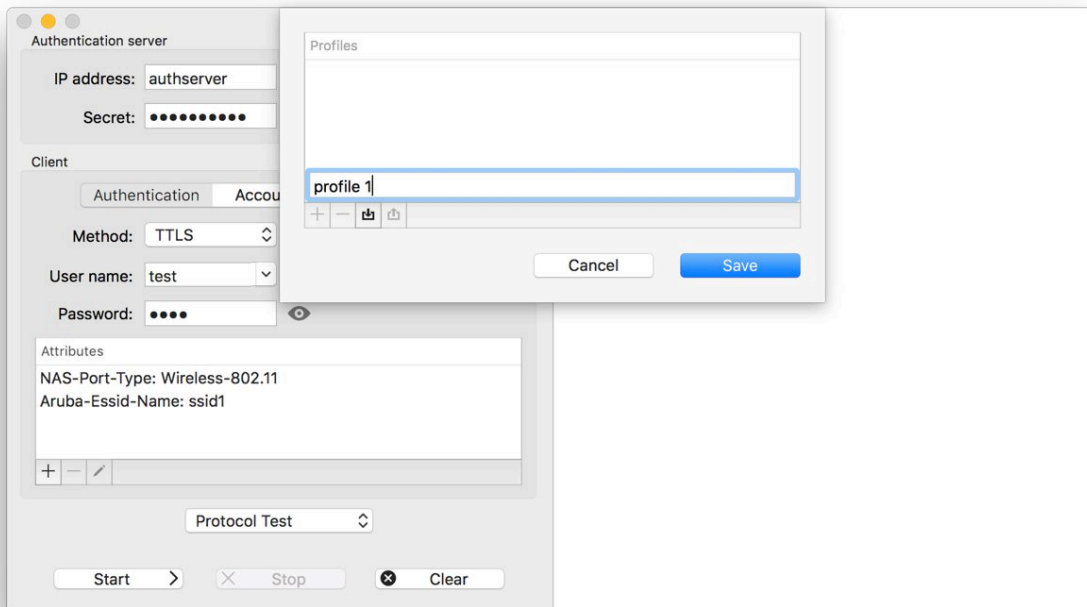 Authentication server
IP address: authserver
Secret: ●●●●●●●●●●
Client
Authentication Accou
Method: TTLS
User name: test
Password: ●●●●
Attributes
NAS-Port-Type: Wireless-802.11
Aruba-Essid-Name: ssid1
Protocol Test
Start Stop Clear
Profiles
profile 1
Cancel Save